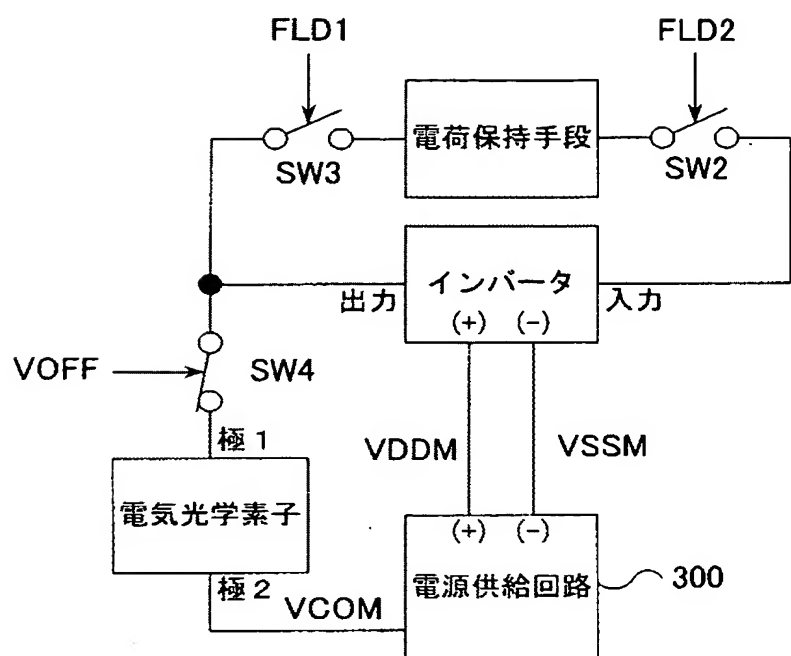 FLD1
FLD2
電荷保持手段
SW3
SW2
インバータ
出力
入力
(+) (-)
VOFF
SW4
極1
VDDM
VSSM
電気光学素子
(+) (-)
極2
電源供給回路
300
VCOM